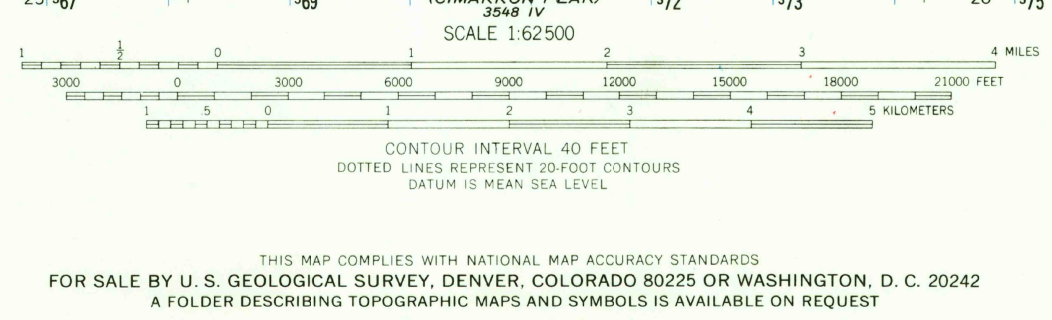 3548 IV
SCALE 1:62500
1 1/2 0 1 2 3 4 MILES
3000 0 3000 6000 9000 12000 15000 18000 21000 FEET
1 .5 0 1 2 3 4 5 KILOMETERS
CONTOUR INTERVAL 40 FEET
DOTTED LINES REPRESENT 20-FOOT CONTOURS
DATUM IS MEAN SEA LEVEL
THIS MAP COMPLIES WITH NATIONAL MAP ACCURACY STANDARDS
FOR SALE BY U. S. GEOLOGICAL SURVEY, DENVER, COLORADO 80225 OR WASHINGTON, D. C. 20242
A FOLDER DESCRIBING TOPOGRAPHIC MAPS AND SYMBOLS IS AVAILABLE ON REQUEST